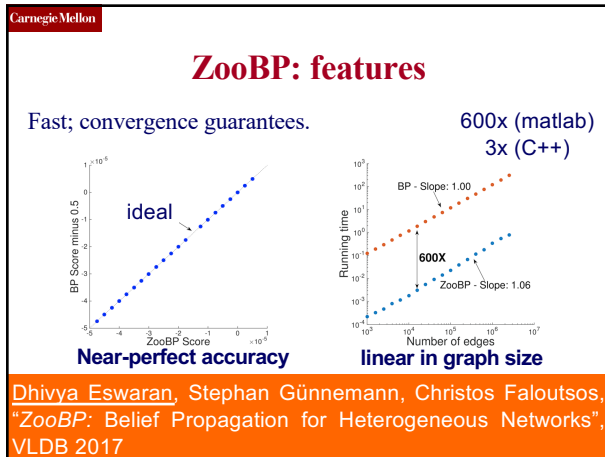 Carnegie Mellon
ZooBP: features
Fast; convergence guarantees.
600x (matlab)
3x (C++)
×10⁻⁵
1
0
-1
-2
-3
-4
-5
BP Score minus 0.5
ideal
-5 -4 -3 -2 -1 0 1
ZooBP Score ×10⁻⁵
Near-perfect accuracy
10³
10²
10¹
10⁰
10⁻¹
10⁻²
10⁻³
10⁻⁴
Running time
BP - Slope: 1.00
600X
ZooBP - Slope: 1.06
10³ 10⁴ 10⁵ 10⁶ 10⁷
Number of edges
linear in graph size
Dhivya Eswaran, Stephan Günnemann, Christos Faloutsos,
“ZooBP: Belief Propagation for Heterogeneous Networks”,
VLDB 2017